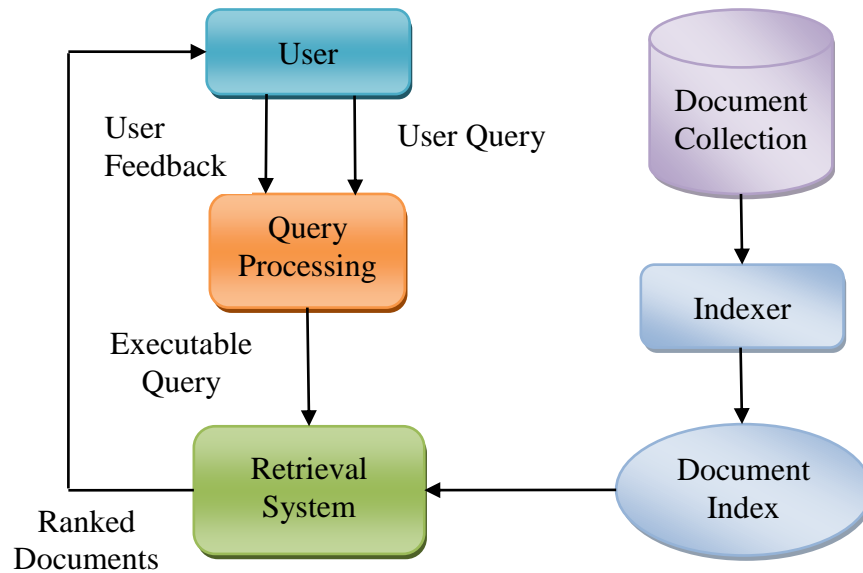 User
Document
Collection
User
Feedback
User Query
Query
Processing
Indexer
Executable
Query
Retrieval
System
Document
Index
Ranked
Documents